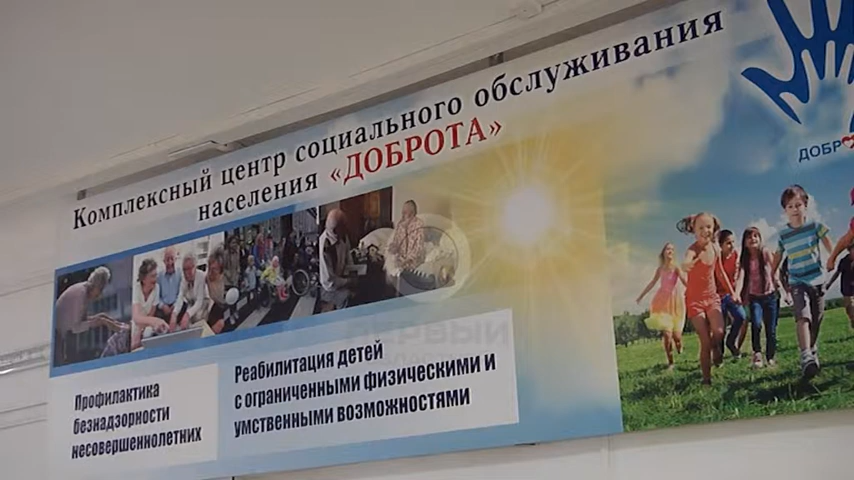 Комплексный центр социального обслуживания
населения «ДОБРОТА»
Профилактика
безнадзорности
несовершеннолетних
Реабилитация детей
с ограниченными физическими и
умственными возможностями